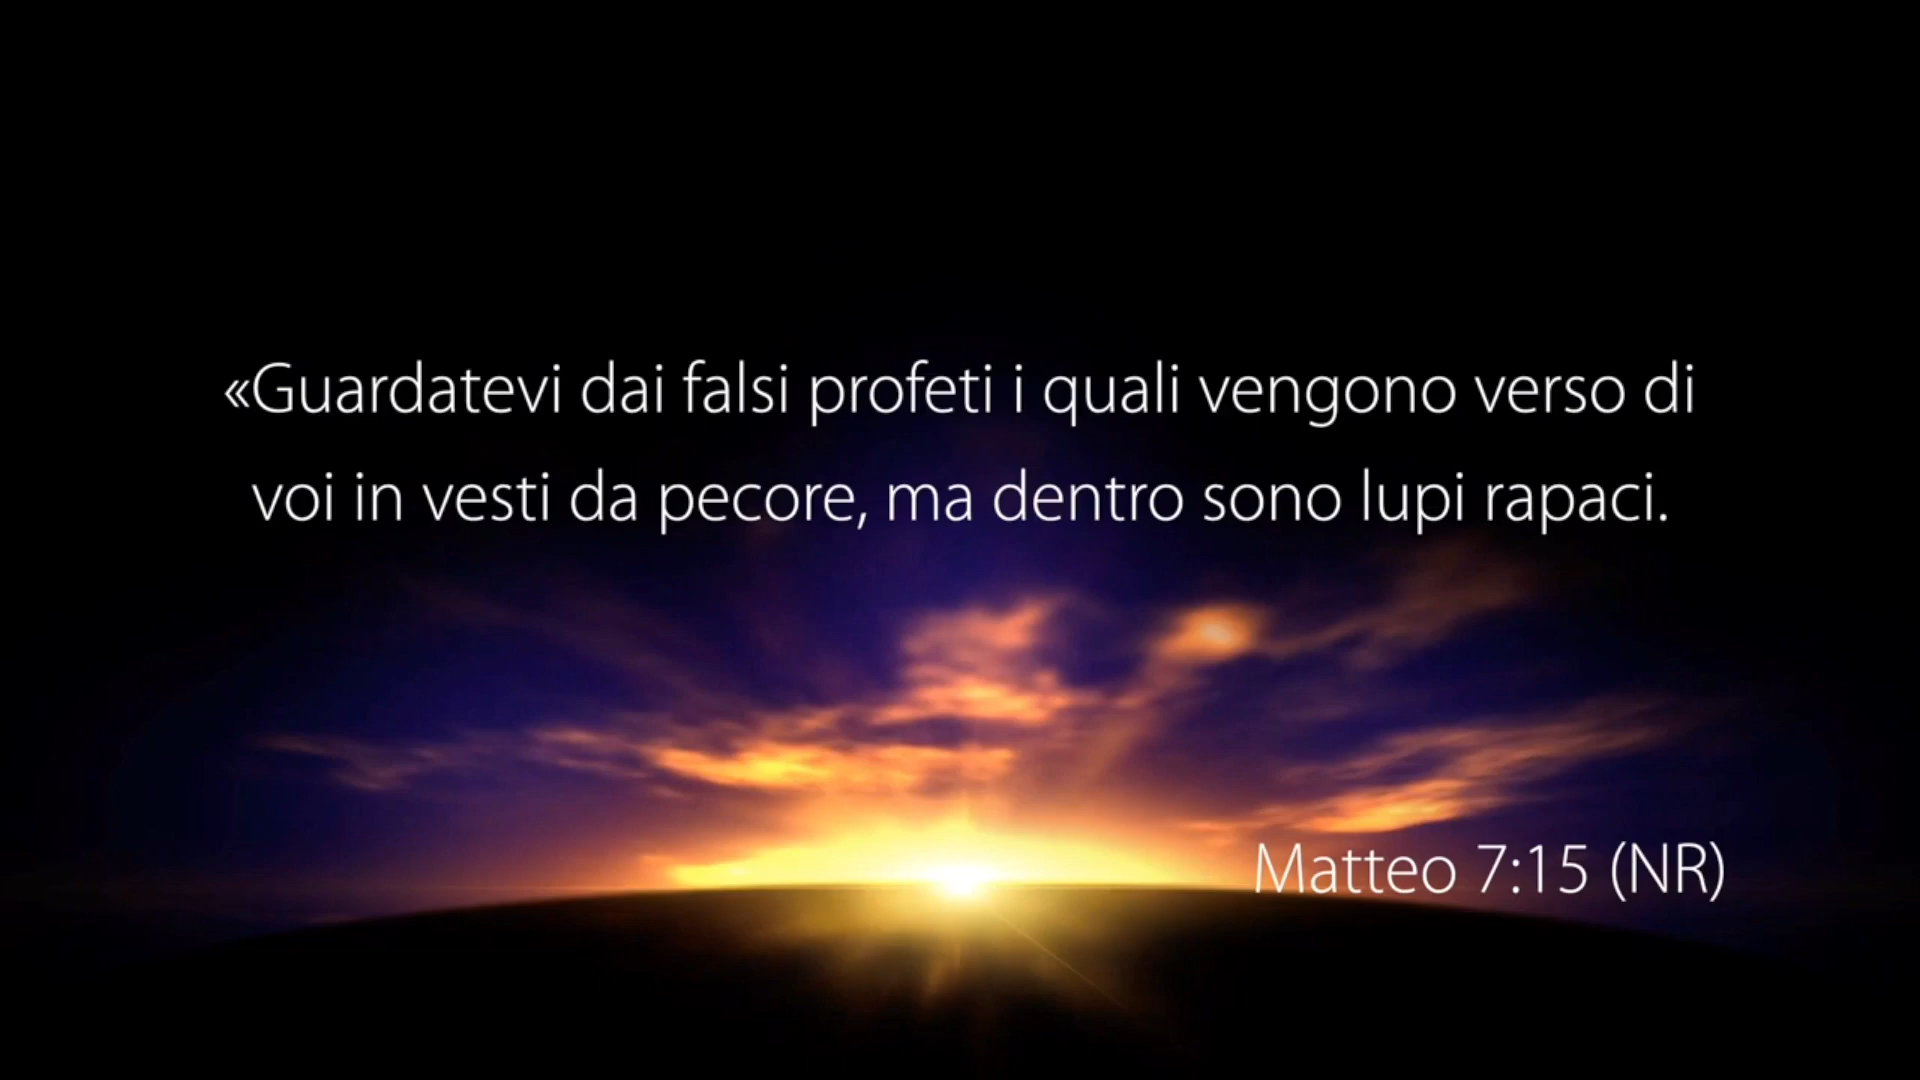 «Guardatevi dai falsi profeti i quali vengono verso di
voi in vesti da pecore, ma dentro sono lupi rapaci.
Matteo 7:15 (NR)